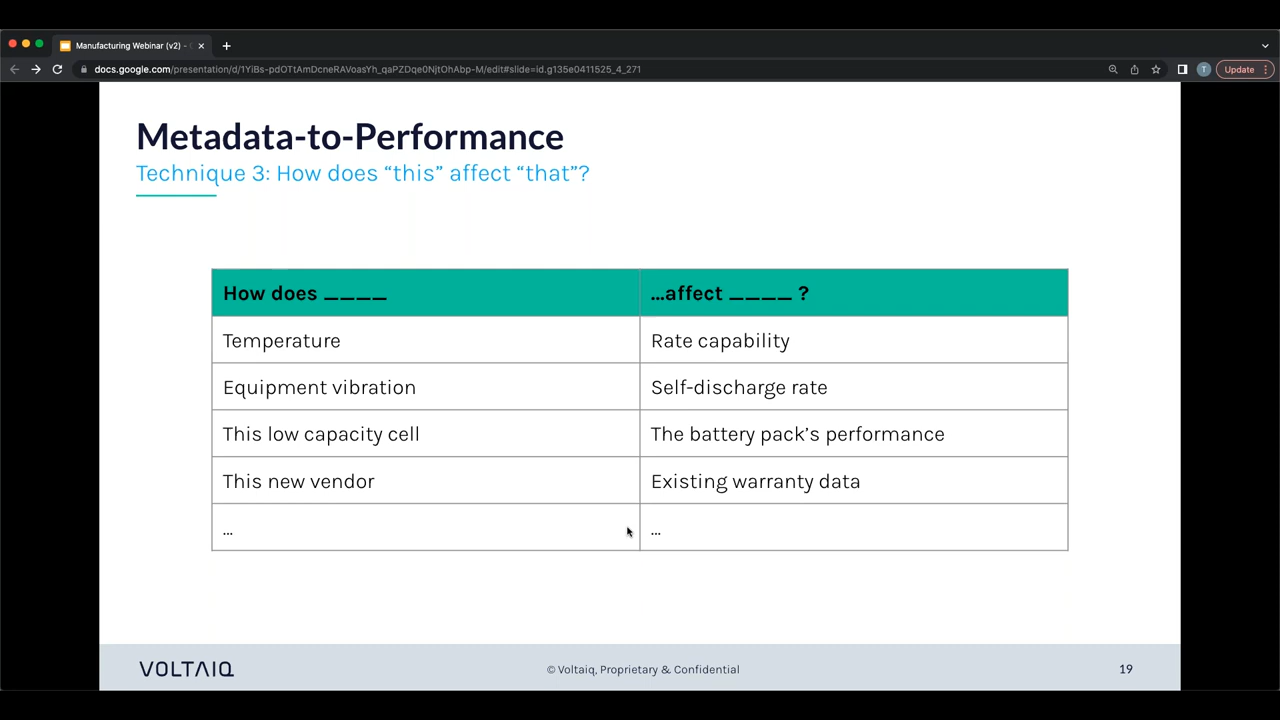 Manufacturing Webinar (v2) -
docs.google.com/presentation/d/1YiBs-pdOTtAmDcneRAVoasYh_qaPZDqe0NjtOhAbp-M/edit#slide=id.g135e0411525_4_271
T
Update
Metadata-to-Performance
Technique 3: How does “this” affect “that”?
How does ____ …affect ____ ?
Temperature Rate capability
Equipment vibration Self-discharge rate
This low capacity cell The battery pack’s performance
This new vendor Existing warranty data
… …
VOLTAIQ © Voltaiq, Proprietary & Confidential 19